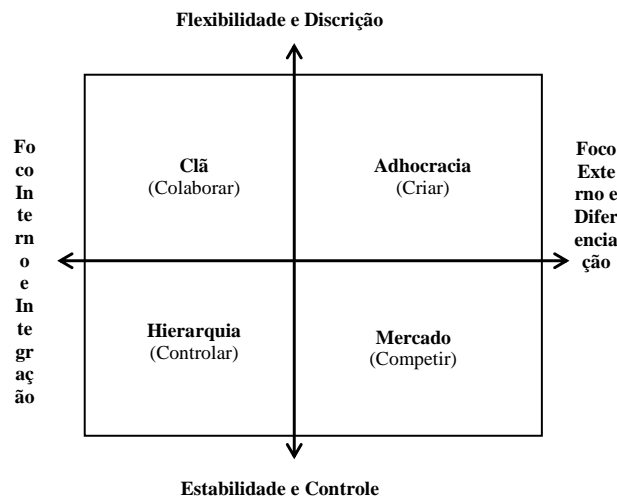 Flexibilidade e Discrição
Fo
co
In
te
rn
o
e
In
te
gr
aç
ão
Clã
(Colaborar)
Adhocracia
(Criar)
Foco
Exte
rno e
Difer
encia
ção
Hierarquia
(Controlar)
Mercado
(Competir)
Estabilidade e Controle